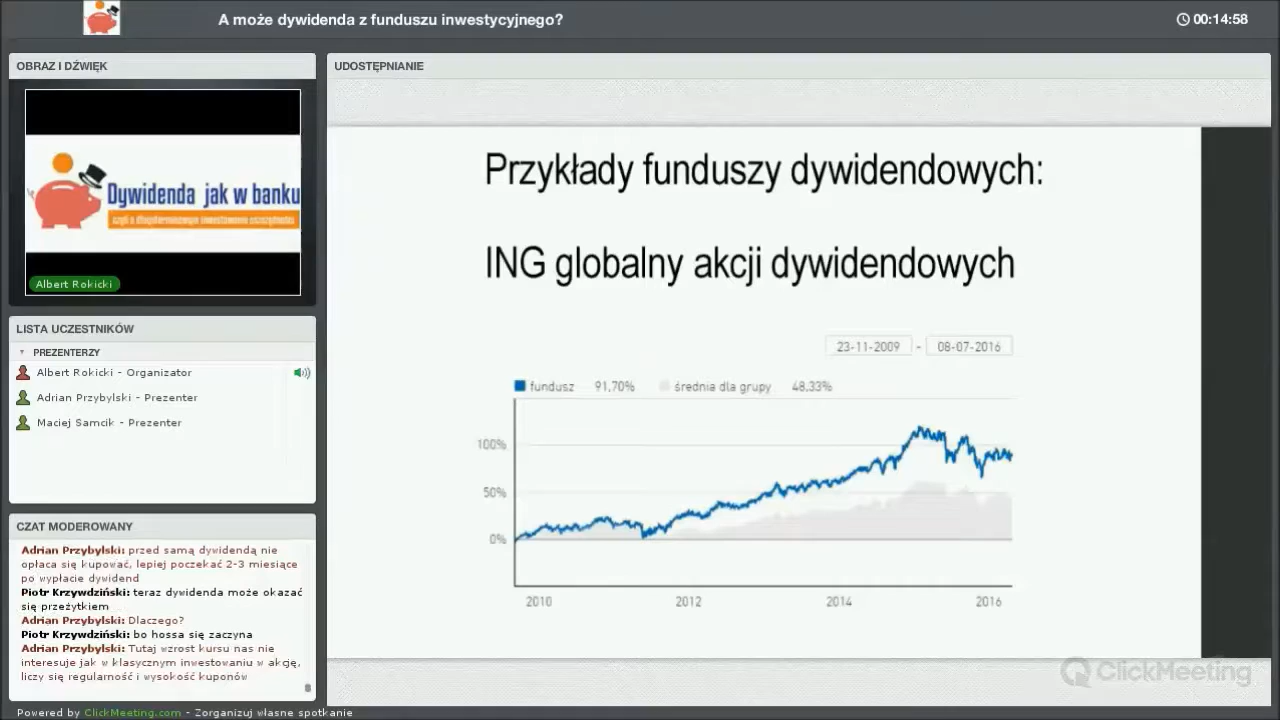 A może dywidenda z funduszu inwestycyjnego?
00:14:58
OBRAZ I DŹWIĘK
Dywidenda jak w banku
czyli o długoterminowym inwestowaniu oszczędności
Albert Rokicki
LISTA UCZESTNIKÓW
PREZENTERZY
Albert Rokicki - Organizator
Adrian Przybylski - Prezenter
Maciej Samcik - Prezenter
CZAT MODEROWANY
Adrian Przybylski: przed samą dywidendą nie
opłaca się kupować, lepiej poczekać 2-3 miesiące
po wypłacie dywidend
Piotr Krzywdziński: teraz dywidenda może okazać
się przeżytkiem
Adrian Przybylski: Dlaczego?
Piotr Krzywdziński: bo hossa się zaczyna
Adrian Przybylski: Tutaj wzrost kursu nas nie
interesuje jak w klasycznym inwestowaniu w akcję,
liczy się regularność i wysokość kuponów
UDOSTĘPNIANIE
Przykłady funduszy dywidendowych:
ING globalny akcji dywidendowych
23-11-2009 - 08-07-2016
fundusz 91,70% średnia dla grupy 48,33%
100%
50%
0%
2010 2012 2014 2016
ClickMeeting
Powered by ClickMeeting.com - Zorganizuj własne spotkanie